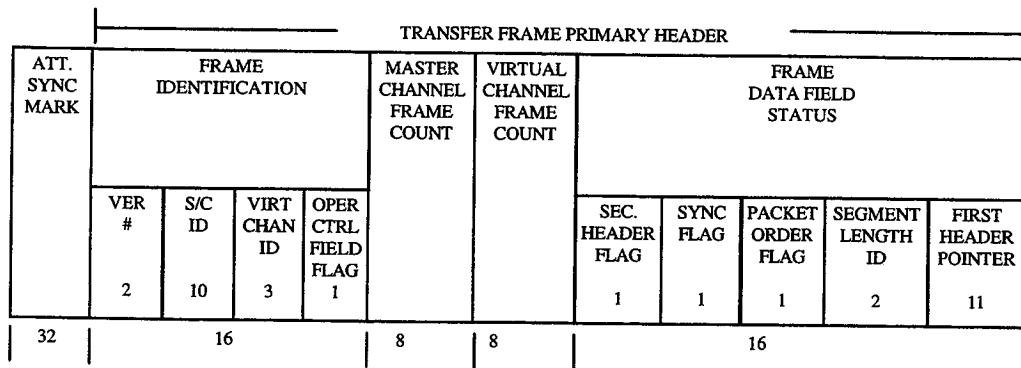 TRANSFER FRAME PRIMARY HEADER
ATT.
SYNC
MARK
FRAME
IDENTIFICATION
MASTER
CHANNEL
FRAME
COUNT
VIRTUAL
CHANNEL
FRAME
COUNT
FRAME
DATA FIELD
STATUS
VER
#
2
S/C
ID
10
VIRT
CHAN
ID
3
OPER
CTRL
FIELD
FLAG
1
SEC.
HEADER
FLAG
1
SYNC
FLAG
1
PACKET
ORDER
FLAG
1
SEGMENT
LENGTH
ID
2
FIRST
HEADER
POINTER
11
32
16
8
8
16